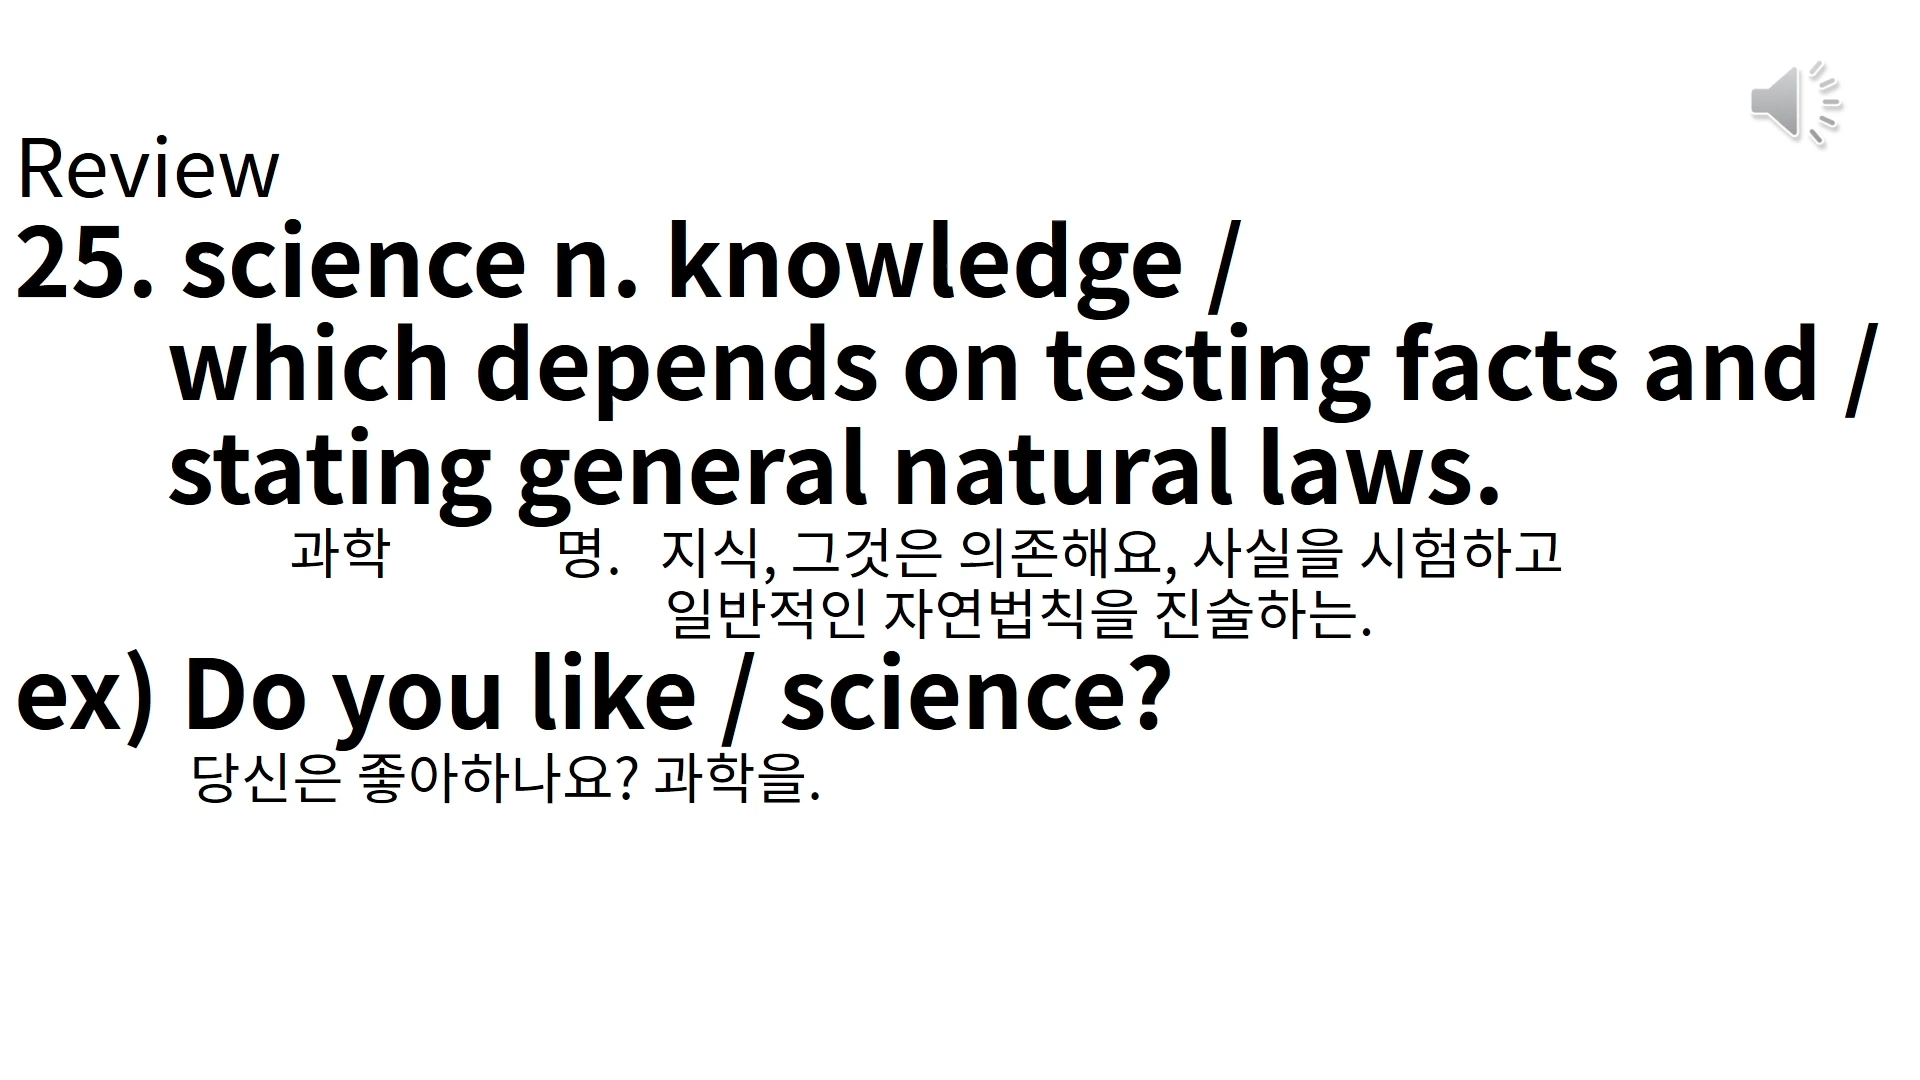 Review
25. science n. knowledge /
which depends on testing facts and /
stating general natural laws.
과학 명. 지식, 그것은 의존해요, 사실을 시험하고
일반적인 자연법칙을 진술하는.
ex) Do you like / science?
당신은 좋아하나요? 과학을.